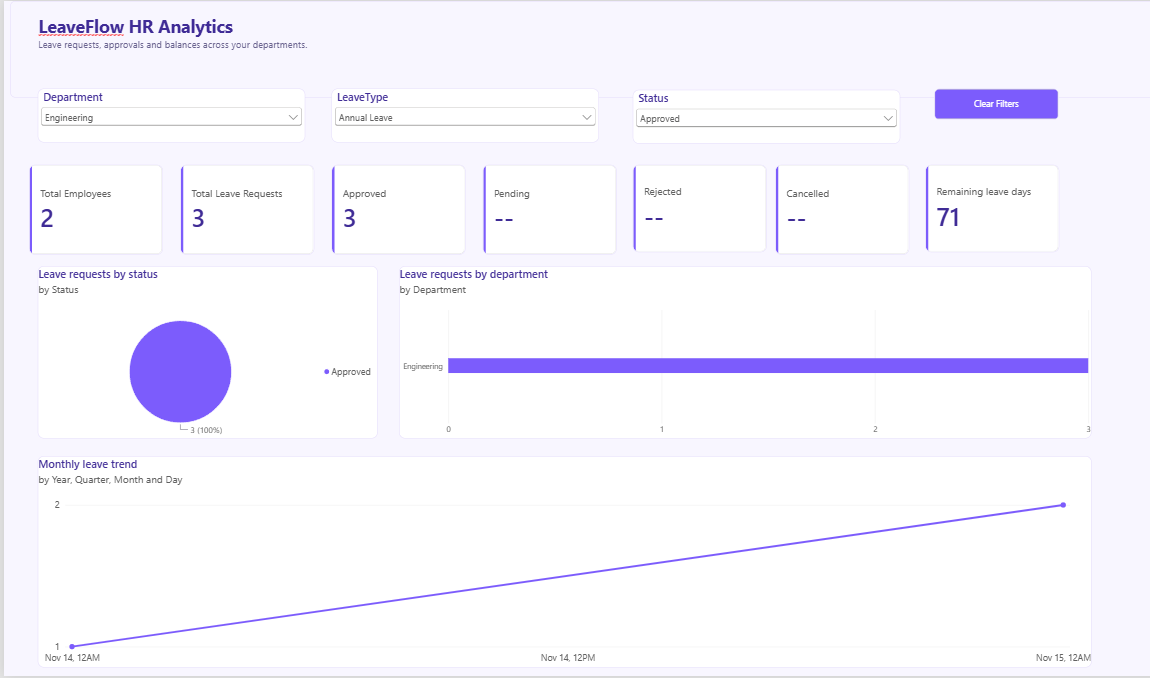 LeaveFlow HR Analytics
Leave requests, approvals and balances across your departments.
Department
Engineering
LeaveType
Annual Leave
Status
Approved
Clear Filters
Total Employees
2
Total Leave Requests
3
Approved
3
Pending
--
Rejected
--
Cancelled
--
Remaining leave days
71
Leave requests by status
by Status
Approved
3 (100%)
Leave requests by department
by Department
Engineering
0 1 2 3
Monthly leave trend
by Year, Quarter, Month and Day
2
1
Nov 14, 12AM Nov 14, 12PM Nov 15, 12AM